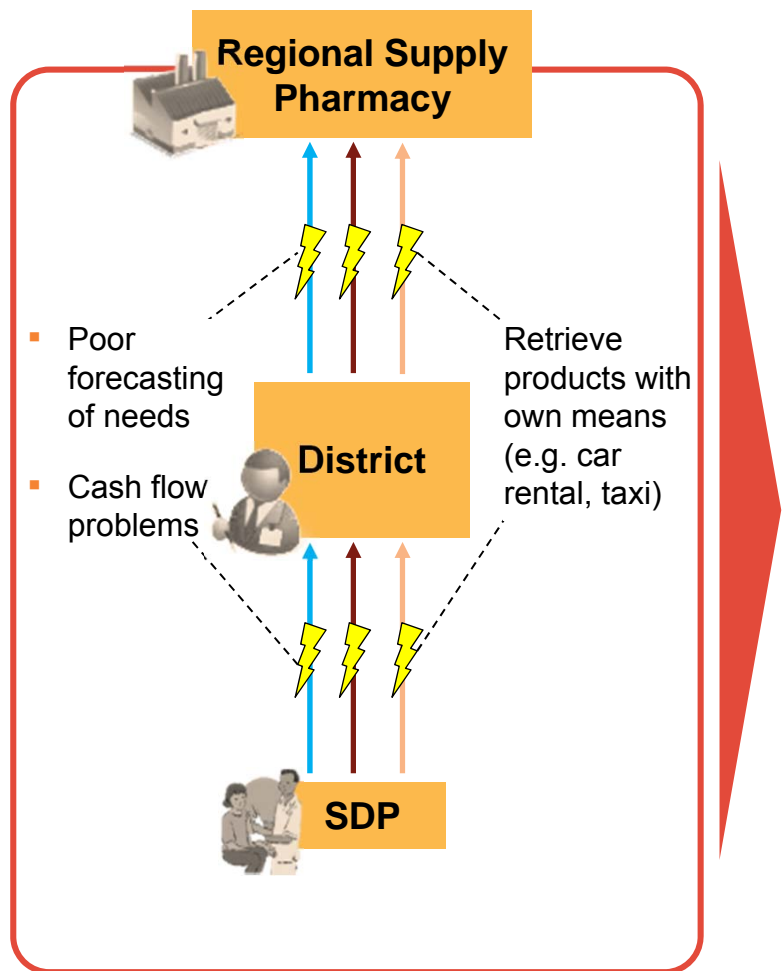 Regional Supply
Pharmacy
▪ Poor
forecasting
of needs
▪ Cash flow
problems
Retrieve
products with
own means
(e.g. car
rental, taxi)
District
SDP